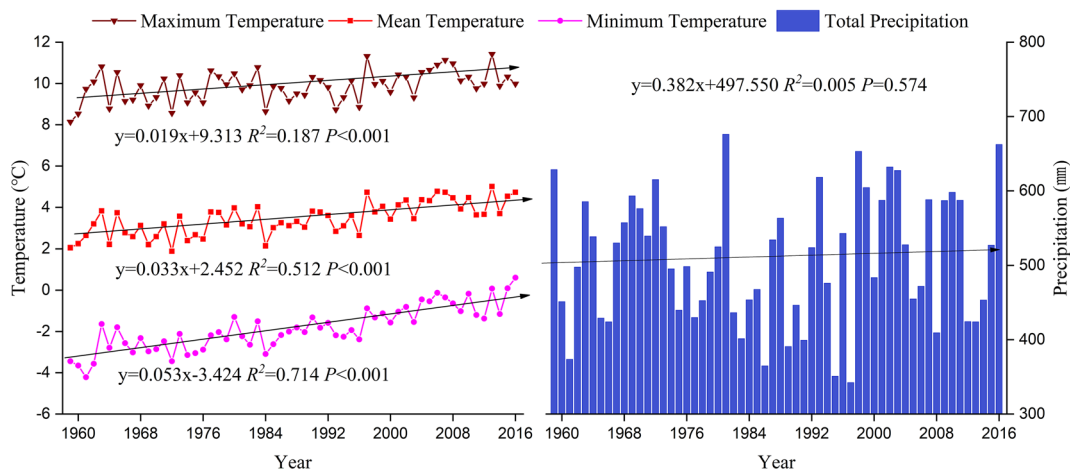 Maximum Temperature Mean Temperature Minimum Temperature Total Precipitation
12
10
8
6
4
2
0
-2
-4
-6
Temperature (℃)
y=0.019x+9.313 R²=0.187 P<0.001
y=0.033x+2.452 R²=0.512 P<0.001
y=0.053x-3.424 R²=0.714 P<0.001
1960 1968 1976 1984 1992 2000 2008 2016
Year
y=0.382x+497.550 R²=0.005 P=0.574
800
700
600
500
400
300
Precipitation (mm)
1960 1968 1976 1984 1992 2000 2008 2016
Year